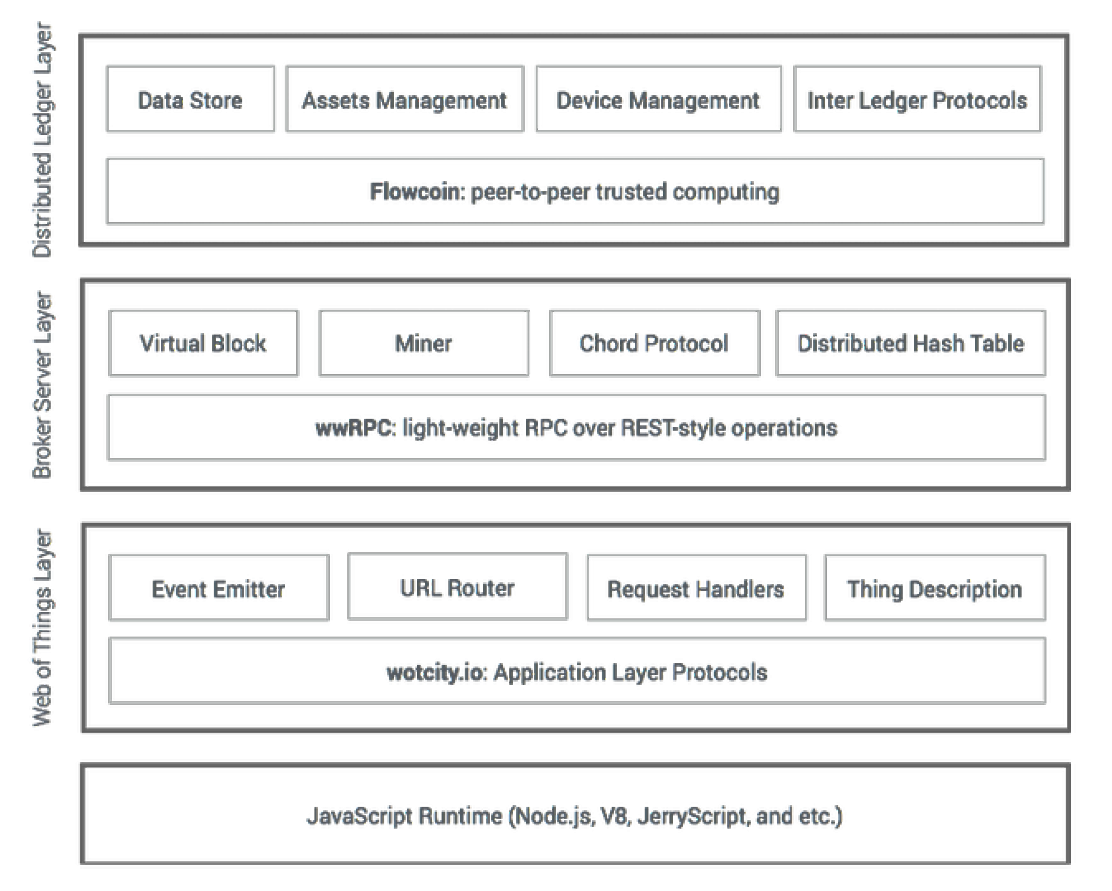 Distributed Ledger Layer
Data Store
Assets Management
Device Management
Inter Ledger Protocols
Flowcoin: peer-to-peer trusted computing
Broker Server Layer
Virtual Block
Miner
Chord Protocol
Distributed Hash Table
wwRPC: light-weight RPC over REST-style operations
Web of Things Layer
Event Emitter
URL Router
Request Handlers
Thing Description
wotcity.io: Application Layer Protocols
JavaScript Runtime (Node.js, V8, JerryScript, and etc.)